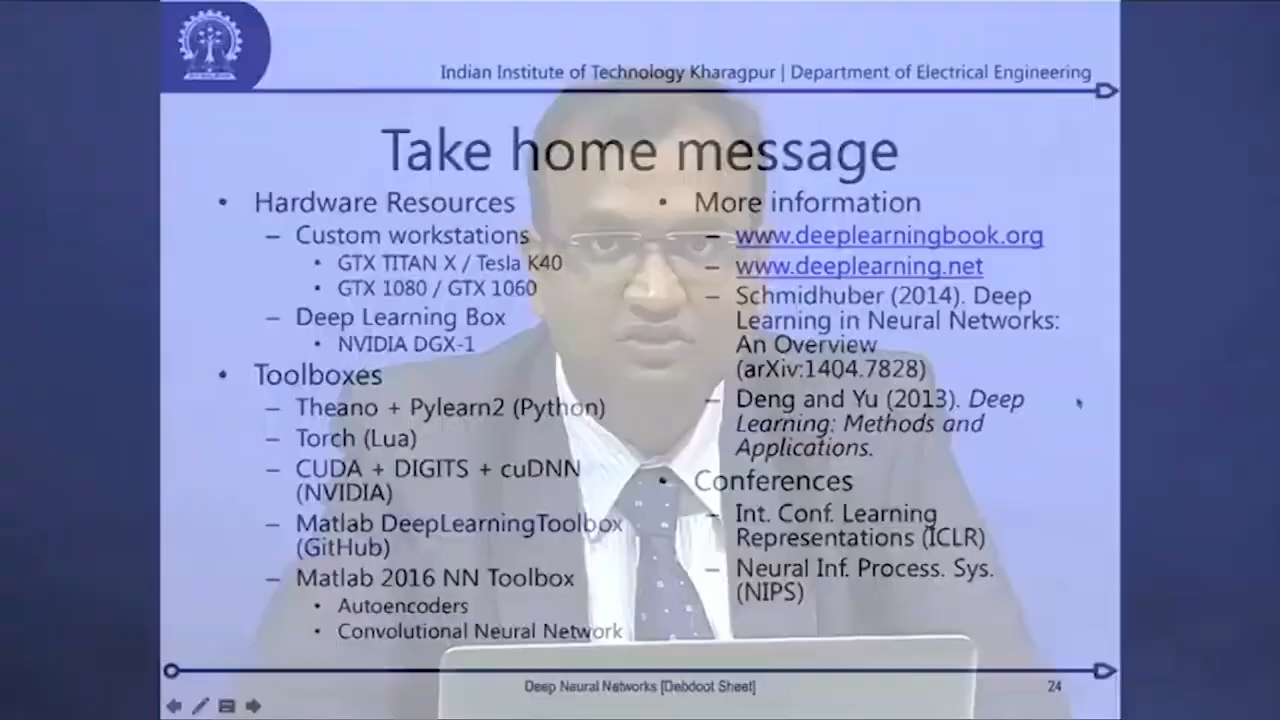 Indian Institute of Technology Kharagpur | Department of Electrical Engineering
Take home message
• Hardware Resources
– Custom workstations
• GTX TITAN X / Tesla K40
• GTX 1080 / GTX 1060
– Deep Learning Box
• NVIDIA DGX-1
• Toolboxes
– Theano + Pylearn2 (Python)
– Torch (Lua)
– CUDA + DIGITS + cuDNN
(NVIDIA)
– Matlab DeepLearningToolbox
(GitHub)
– Matlab 2016 NN Toolbox
• Autoencoders
• Convolutional Neural Network
• More information
– www.deeplearningbook.org
– www.deeplearning.net
– Schmidhuber (2014). Deep
Learning in Neural Networks:
An Overview
(arXiv:1404.7828)
– Deng and Yu (2013). Deep
Learning: Methods and
Applications.
• Conferences
– Int. Conf. Learning
Representations (ICLR)
– Neural Inf. Process. Sys.
(NIPS)
Deep Neural Networks [Debdoot Sheet]
24